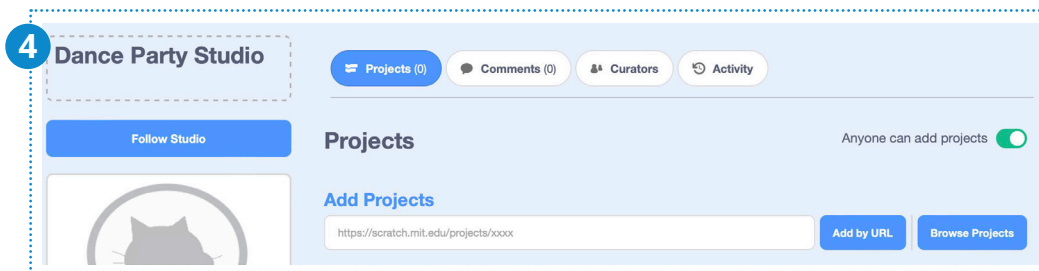 4
Dance Party Studio
Projects (0) Comments (0) Curators Activity
Follow Studio
Projects
Anyone can add projects
Add Projects
https://scratch.mit.edu/projects/xxxx
Add by URL
Browse Projects